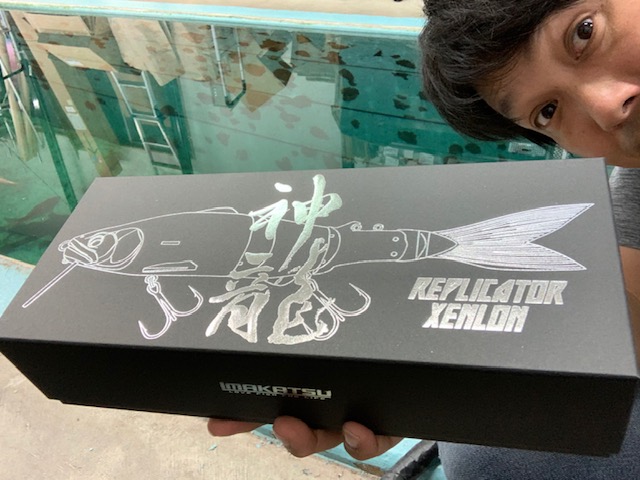 神龍
REPLICATOR
XENLON
IMAKATSU